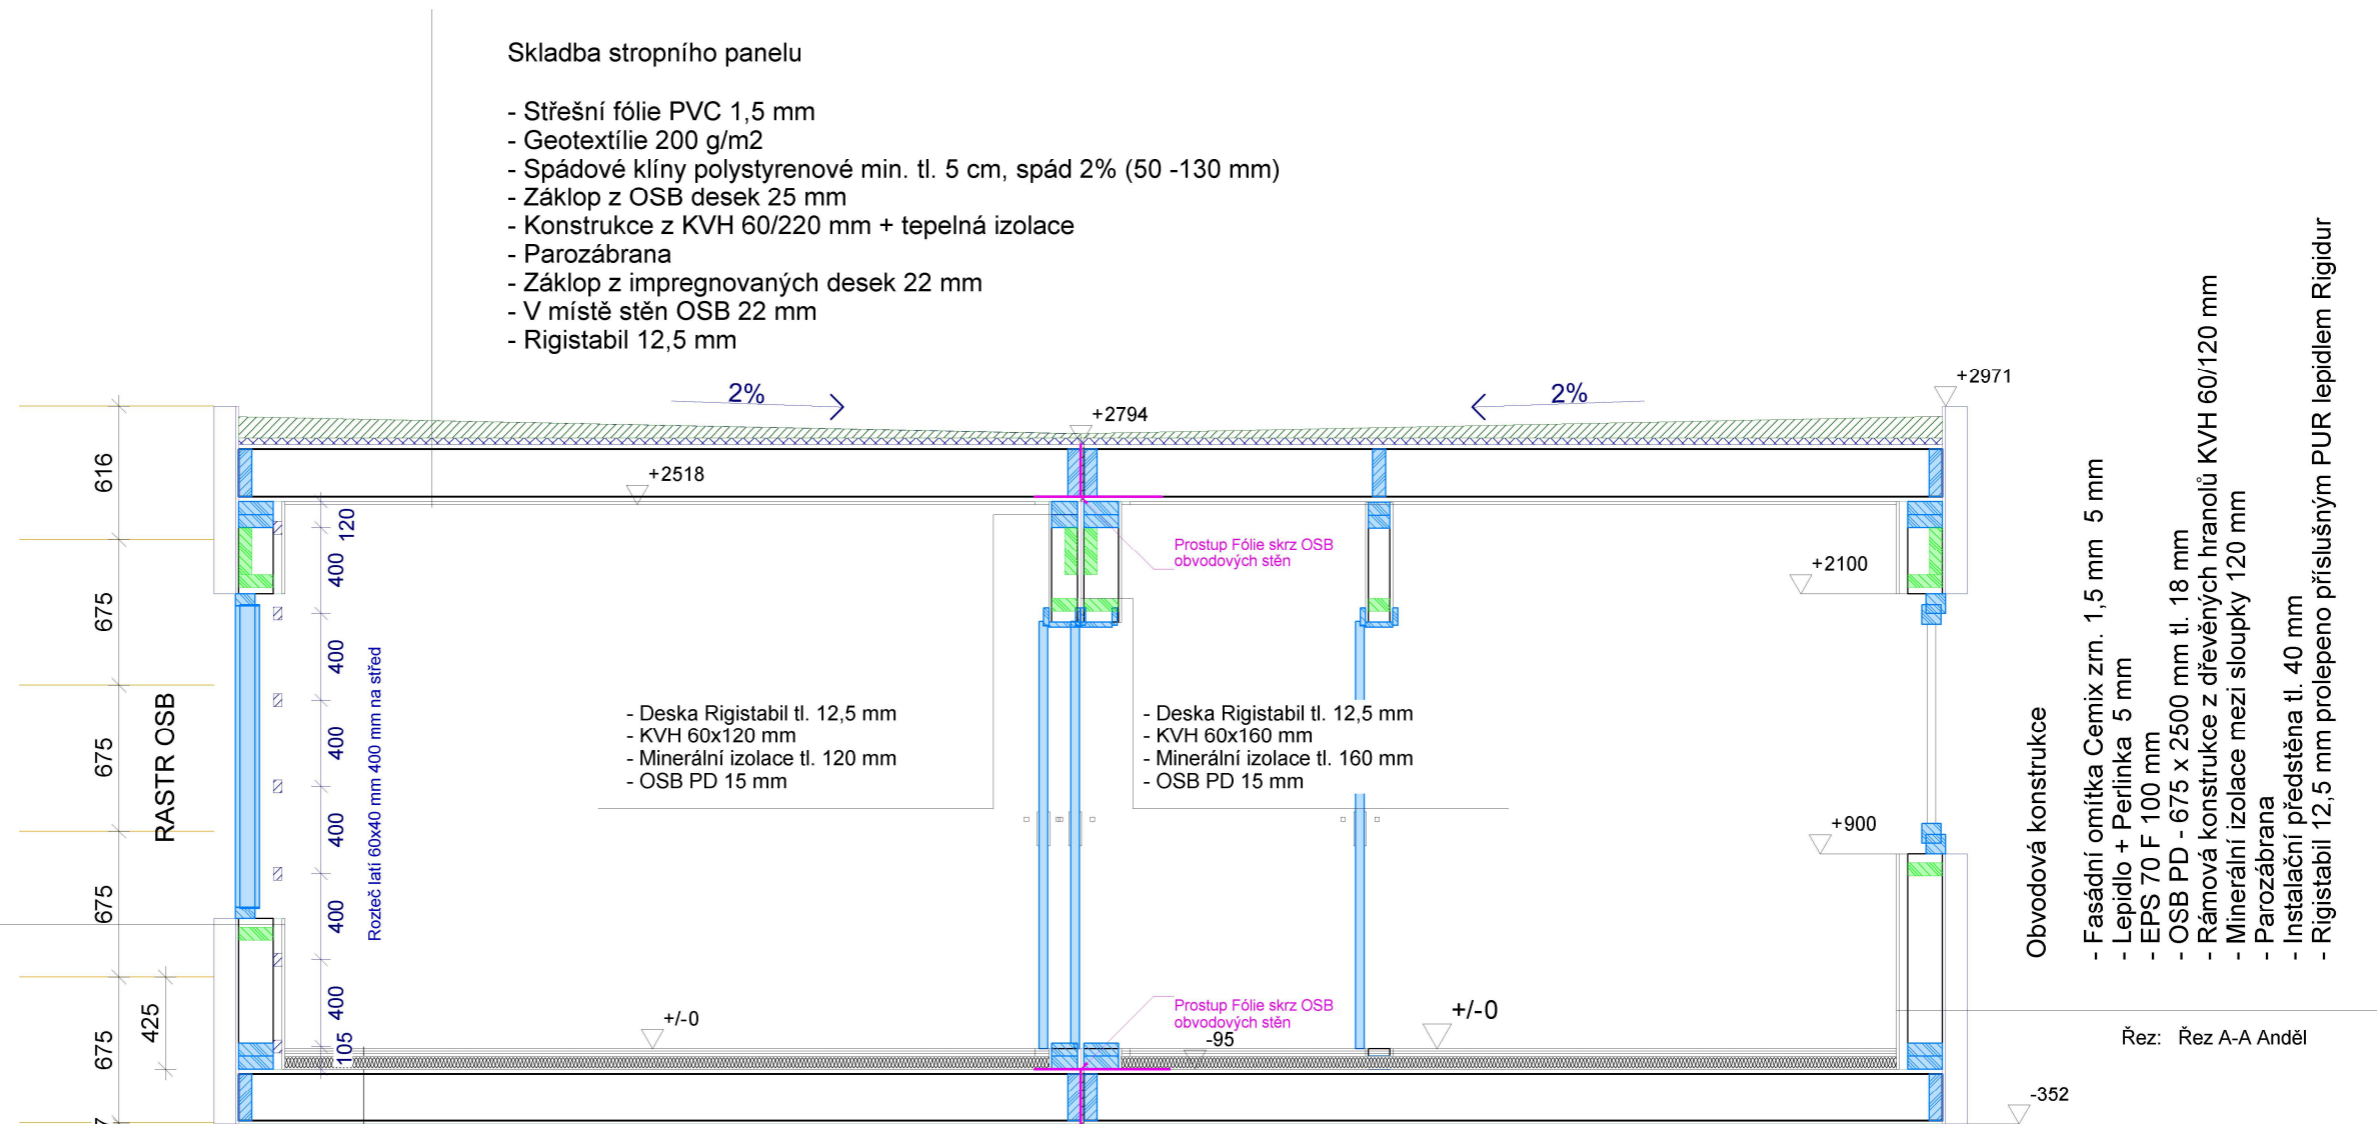 Skladba stropního panelu
- Střešní fólie PVC 1,5 mm
- Geotextílie 200 g/m2
- Spádové klíny polystyrenové min. tl. 5 cm, spád 2% (50 -130 mm)
- Záklop z OSB desek 25 mm
- Konstrukce z KVH 60/220 mm + tepelná izolace
- Parozábrana
- Záklop z impregnovaných desek 22 mm
- V místě stěn OSB 22 mm
- Rigistabil 12,5 mm
2%
2%
+2971
+2794
+2518
+2100
+900
+/-0
+/-0
-95
-352
616
675
675
675
675
425
RASTR OSB
120
400
400
400
400
400
400
105
Rozteč latí 60x40 mm 400 mm na střed
Prostup Fólie skrz OSB
obvodových stěn
- Deska Rigistabil tl. 12,5 mm
- KVH 60x120 mm
- Minerální izolace tl. 120 mm
- OSB PD 15 mm
- Deska Rigistabil tl. 12,5 mm
- KVH 60x160 mm
- Minerální izolace tl. 160 mm
- OSB PD 15 mm
Prostup Fólie skrz OSB
obvodových stěn
Obvodová konstrukce
- Fasádní omítka Cemix zrn. 1,5 mm  5 mm
- Lepidlo + Perlinka  5 mm
- EPS 70 F 100 mm
- OSB PD - 675 x 2500 mm tl. 18 mm
- Rámová konstrukce z dřevěných hranolů KVH 60/120 mm
- Minerální izolace mezi sloupky 120 mm
- Parozábrana
- Instalační předstěna tl. 40 mm
- Rigistabil 12,5 mm prolepeno příslušným PUR lepidlem Rigidur
Řez:   Řez A-A Anděl